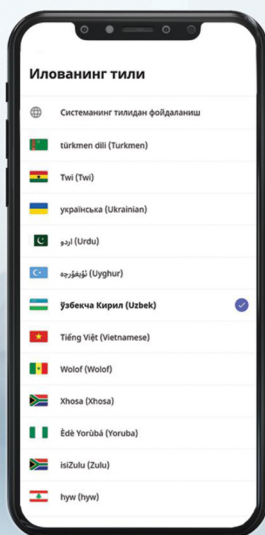 Илованинг тили
Системанинг тилидан фойдаланиш
türkmen dili (Turkmen)
Twi (Twi)
українська (Ukrainian)
اردو (Urdu)
ئۇيغۇرچە (Uyghur)
ўзбекча Кирил (Uzbek)
Tiếng Việt (Vietnamese)
Wolof (Wolof)
Xhosa (Xhosa)
Èdè Yorùbá (Yoruba)
isiZulu (Zulu)
hyw (hyw)